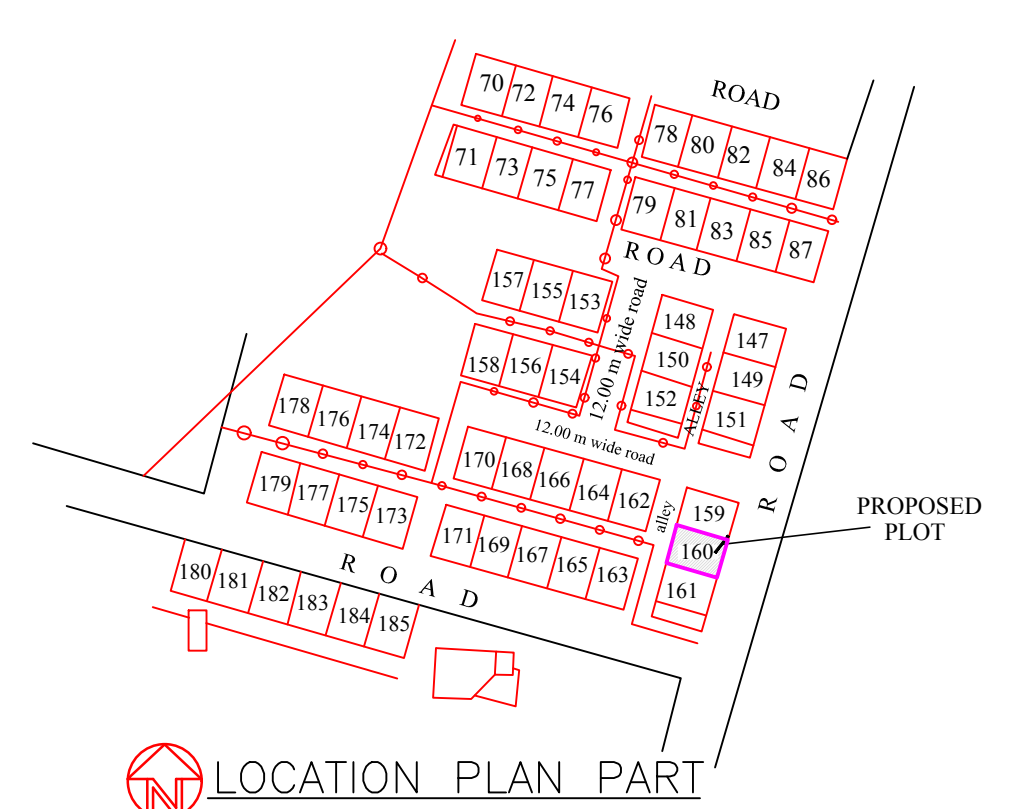 70 72 74 76
ROAD
78 80 82 84 86
71 73 75 77
79 81 83 85 87
ROAD
157 155 153
12.00 m wide road
148
150
152
ALLEY
147
149
151
ROAD
158 156 154
12.00 m wide road
178 176 174 172
170 168 166 164 162
alley
159
160
161
PROPOSED
PLOT
179 177 175 173
171 169 167 165 163
ROAD
180 181 182 183 184 185
N
LOCATION PLAN PART